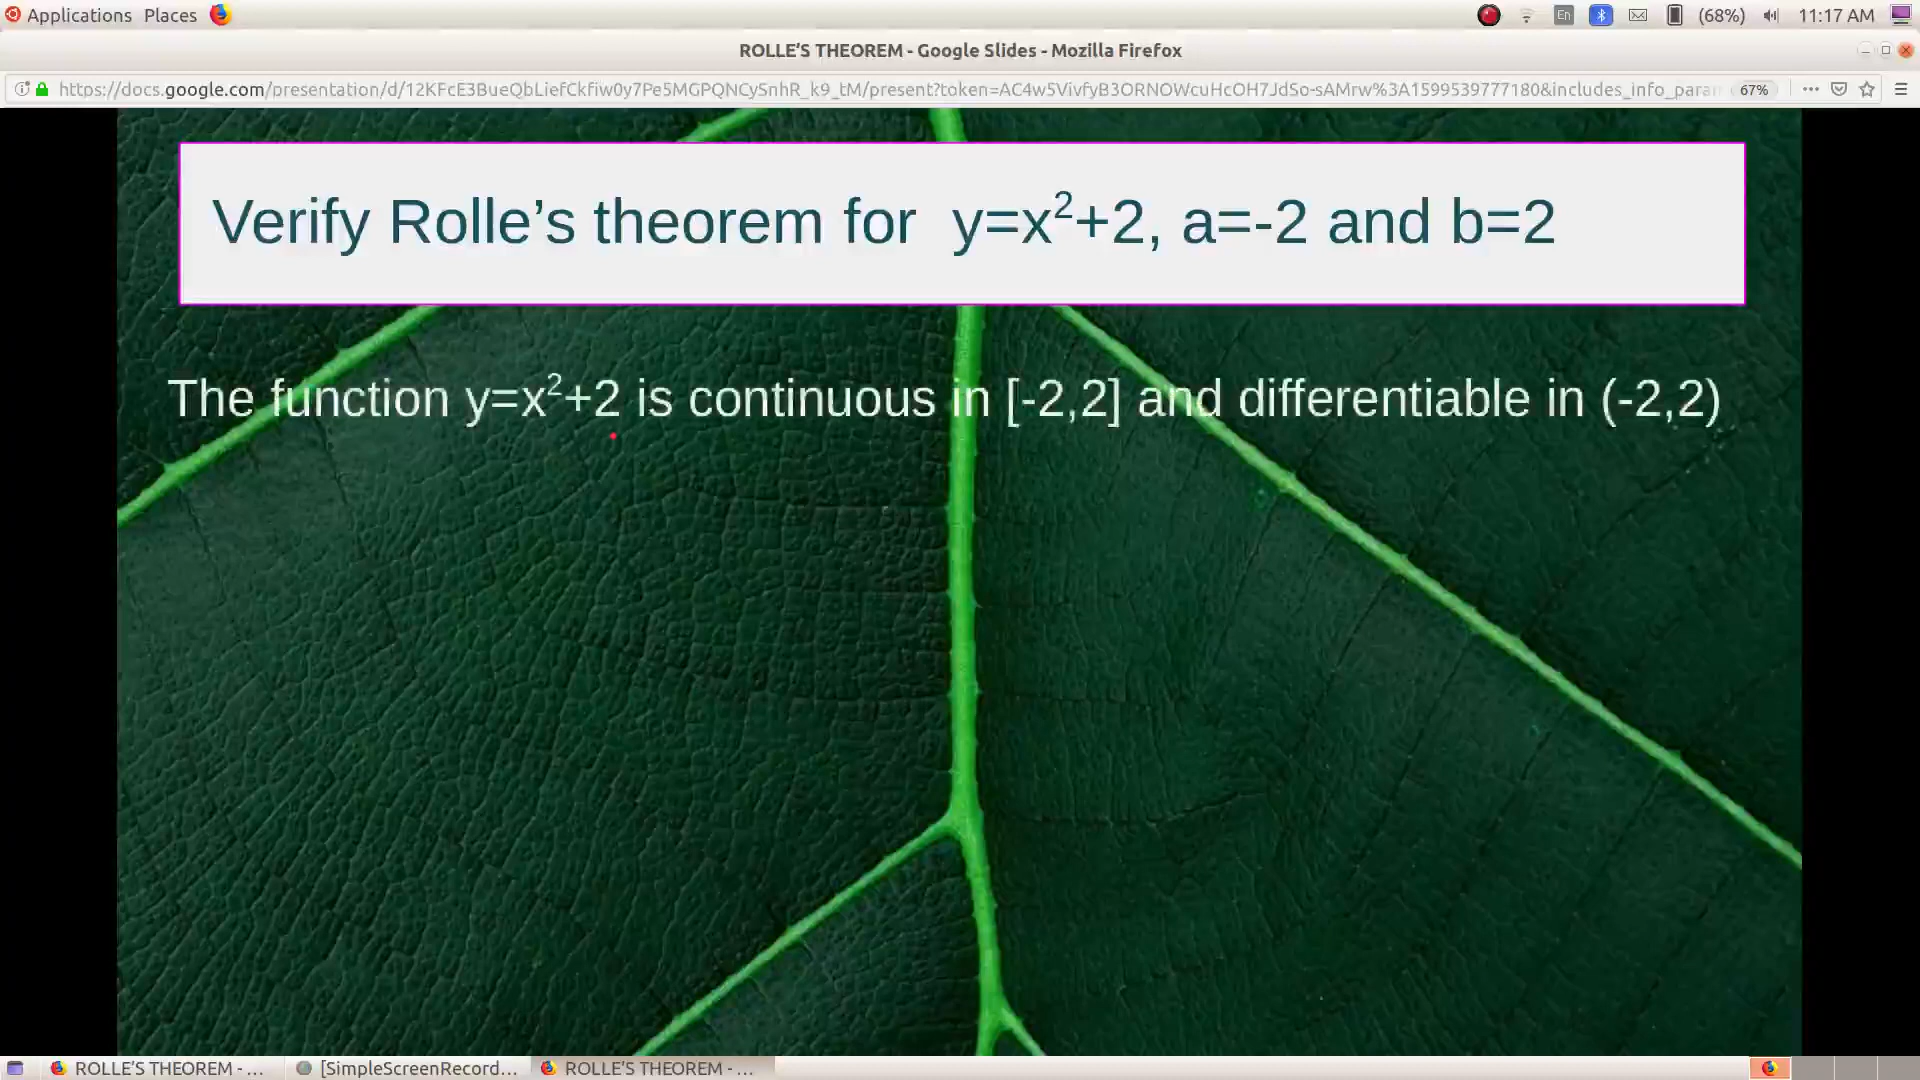 Applications Places En (68%) 11:17 AM
ROLLE’S THEOREM - Google Slides - Mozilla Firefox
https://docs.google.com/presentation/d/12KFcE3BueQbLiefCkfiw0y7Pe5MGPQNCySnhR_k9_tM/present?token=AC4w5VivfyB3ORNOWcuHcOH7JdSo-sAMrw%3A1599539777180&includes_info_param 67%
Verify Rolle’s theorem for y=x²+2, a=-2 and b=2
The function y=x²+2 is continuous in [-2,2] and differentiable in (-2,2)
ROLLE’S THEOREM - ... [SimpleScreenRecord... ROLLE’S THEOREM - ...